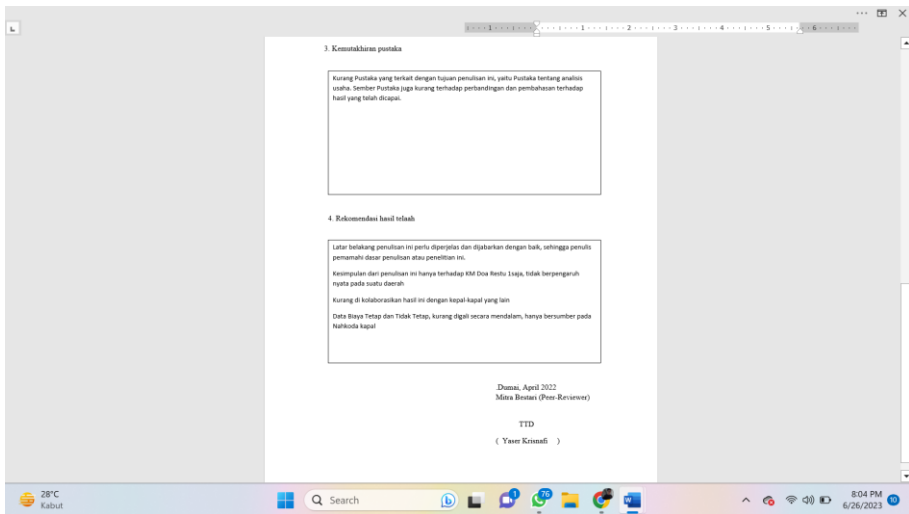 3. Kemutakhiran pustaka
Kurang Pustaka yang terkait dengan tujuan penulisan ini, yaitu Pustaka tentang analisis
usaha. Sember Pustaka juga kurang terhadap perbandingan dan pembahasan terhadap
hasil yang telah dicapai.
4. Rekomendasi hasil telaah
Latar belakang penulisan ini perlu diperjelas dan dijabarkan dengan baik, sehingga penulis
pemamahi dasar penulisan atau penelitian ini.
Kesimpulan dari penulisan ini hanya terhadap KM Doa Restu 1saja, tidak berpengaruh
nyata pada suatu daerah
Kurang di kolaborasikan hasil ini dengan kepal-kapal yang lain
Data Biaya Tetap dan Tidak Tetap, kurang digali secara mendalam, hanya bersumber pada
Nahkoda kapal
.Dumai, April 2022
Mitra Bestari (Peer-Reviewer)
TTD
( Yaser Krisnafi )
28°C
Kabut
Search
1
76
8:04 PM
6/26/2023
10